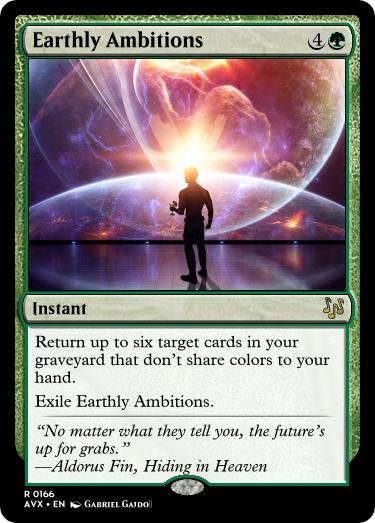 Earthly Ambitions 4
Instant
Return up to six target cards in your
graveyard that don't share colors to your
hand.
Exile Earthly Ambitions.
"No matter what they tell you, the future's
up for grabs."
—Aldorus Fin, Hiding in Heaven
R 0166
AVX • EN Gabriel Gajdo